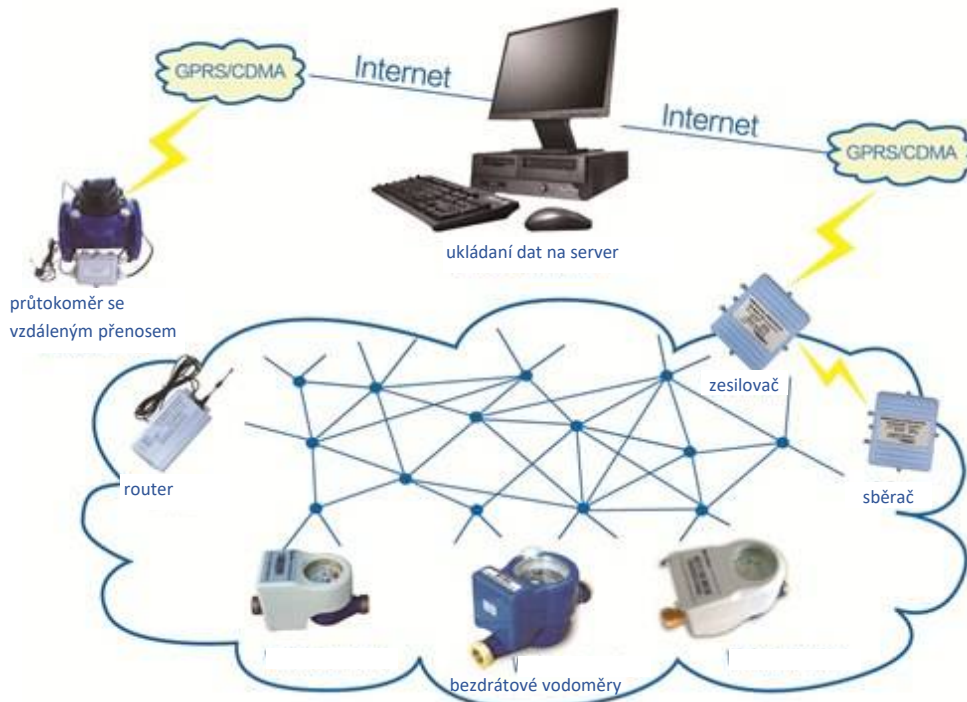 GPRS/CDMA
Internet
Internet
GPRS/CDMA
ukládaní dat na server
průtokoměr se
vzdáleným přenosem
zesilovač
router
sběrač
bezdrátové vodoměry